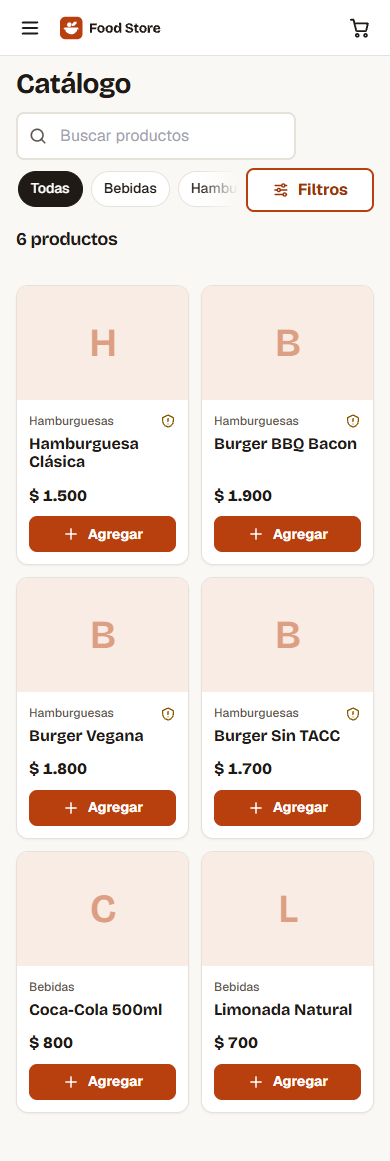 Food Store
Catálogo
Buscar productos
Todas Bebidas Hambu Filtros
6 productos
H B
Hamburguesas Hamburguesas
Hamburguesa Burger BBQ Bacon
Clásica
$ 1.500 $ 1.900
Agregar Agregar
B B
Hamburguesas Hamburguesas
Burger Vegana Burger Sin TACC
$ 1.800 $ 1.700
Agregar Agregar
C L
Bebidas Bebidas
Coca-Cola 500ml Limonada Natural
$ 800 $ 700
Agregar Agregar